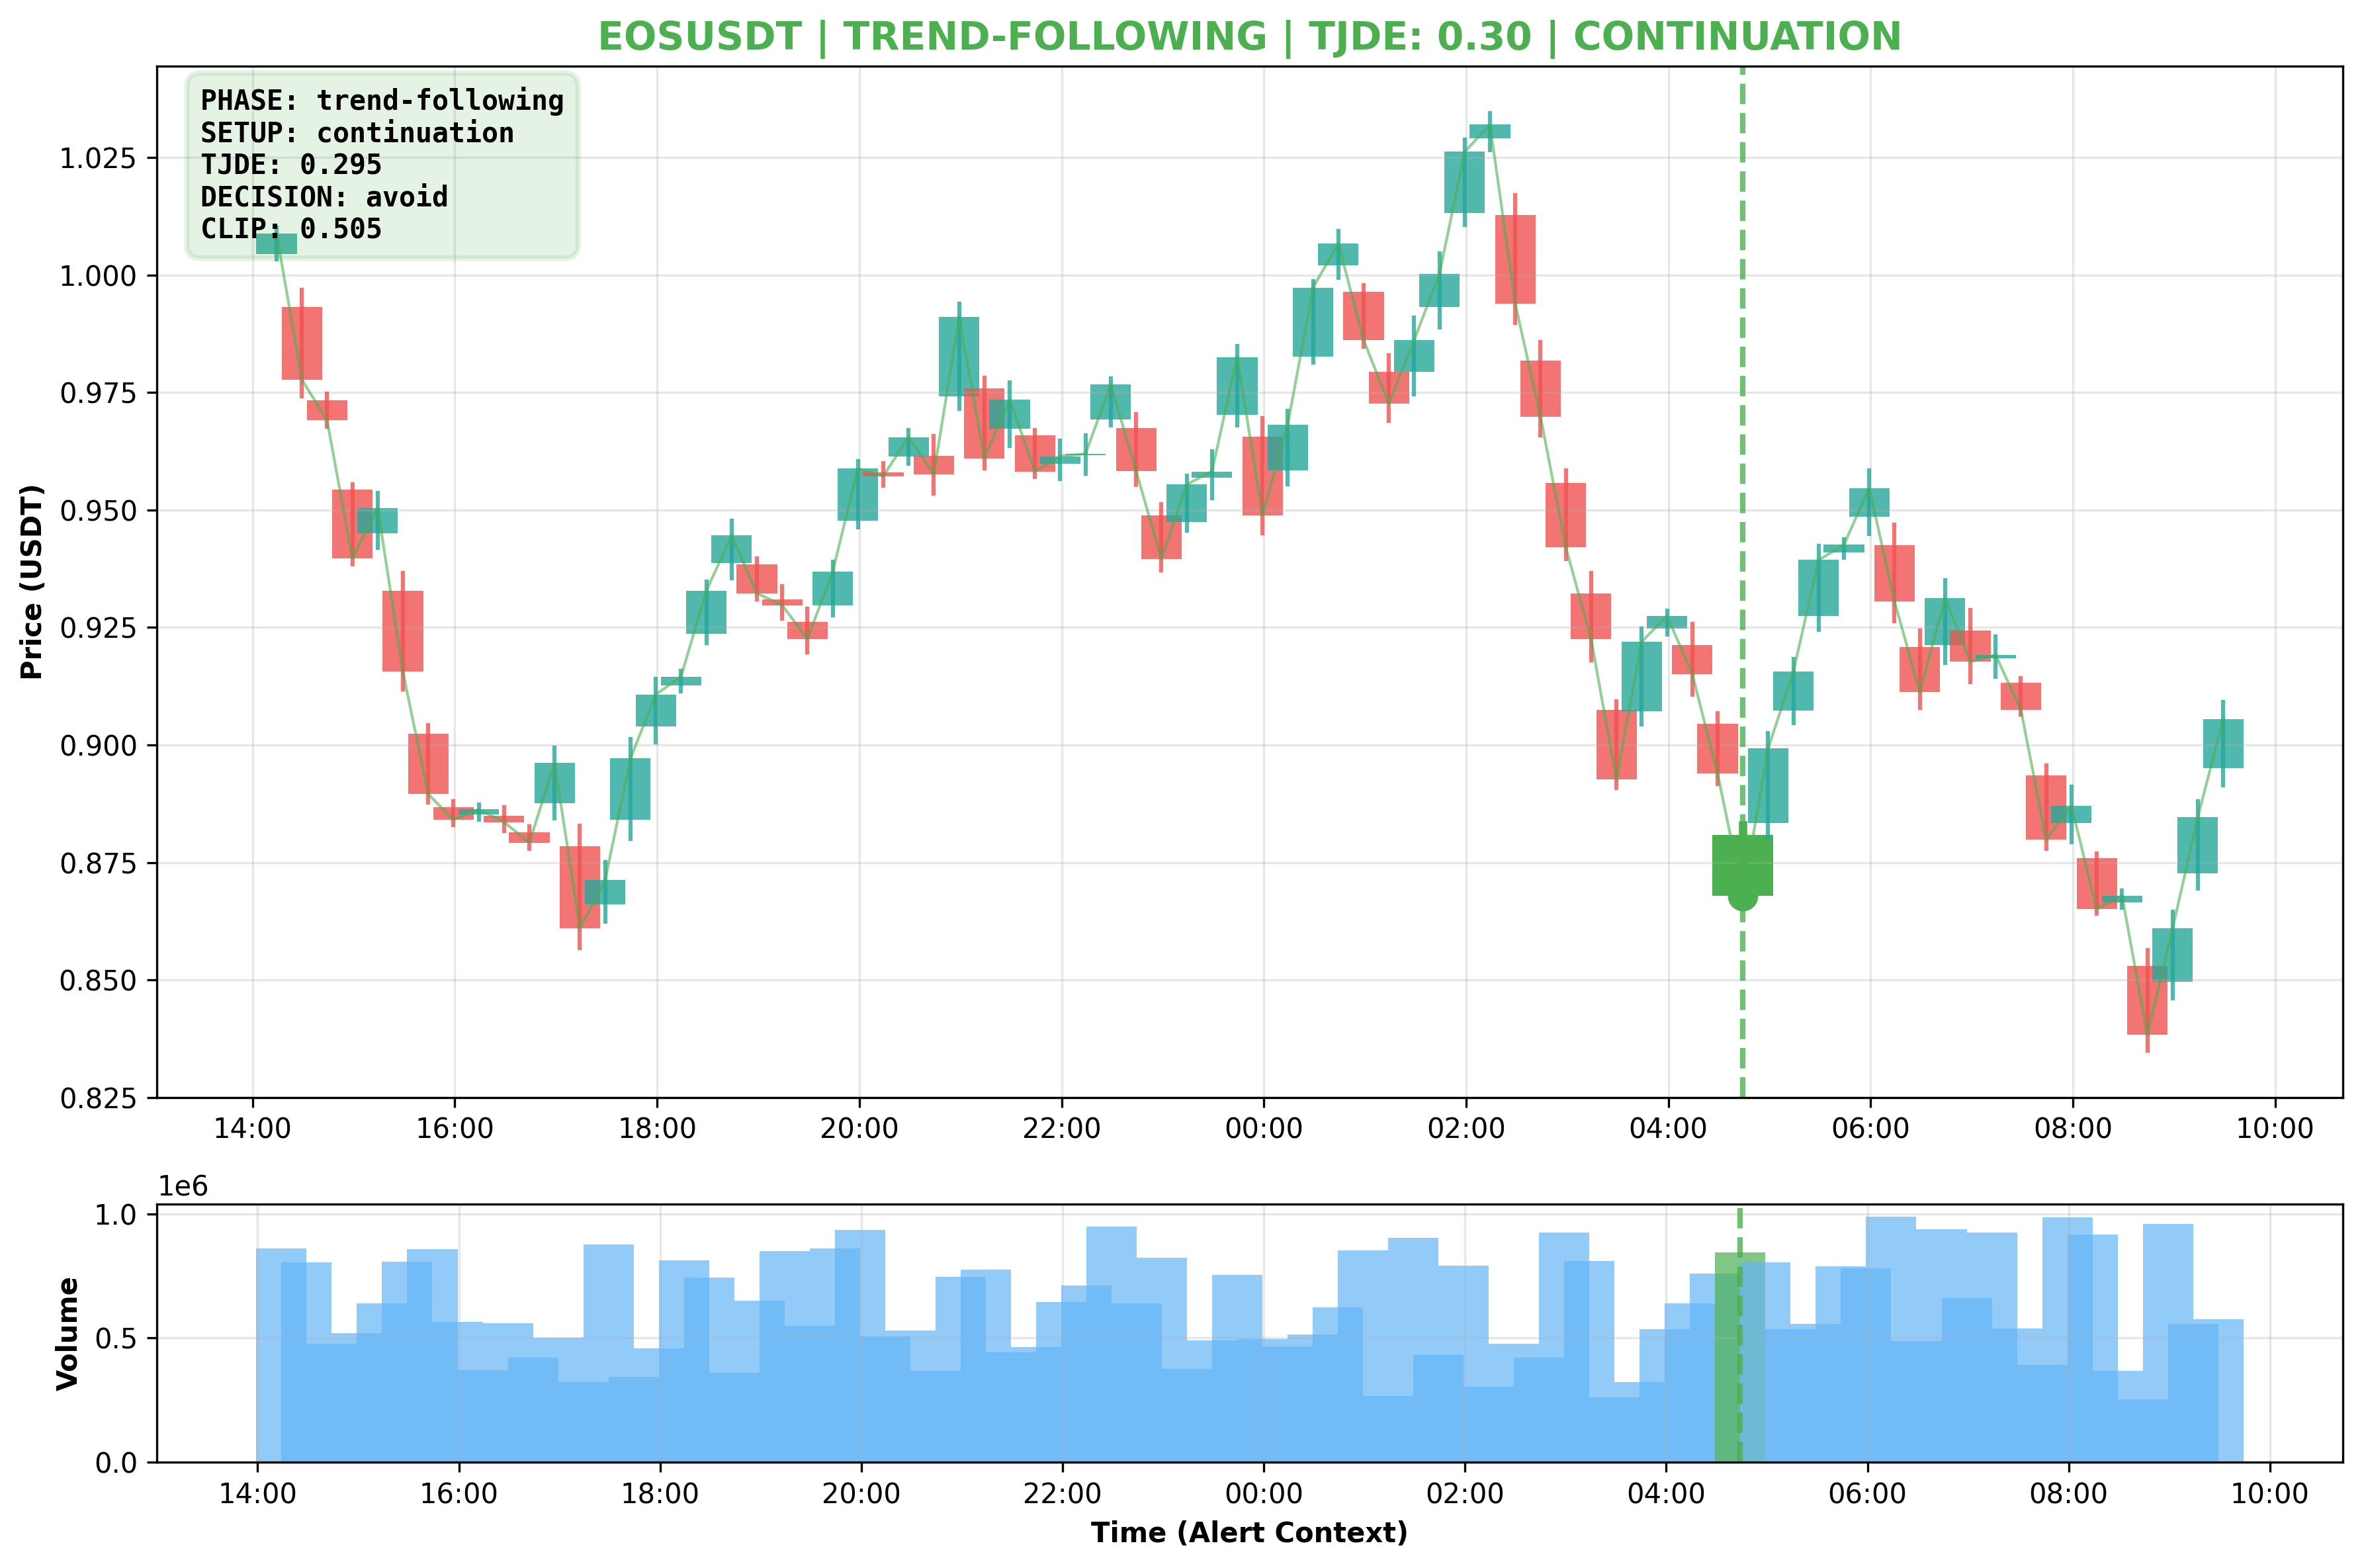 EOSUSDT | TREND-FOLLOWING | TJDE: 0.30 | CONTINUATION
PHASE: trend-following
SETUP: continuation
TJDE: 0.295
DECISION: avoid
CLIP: 0.505
Price (USDT)
1.025
1.000
0.975
0.950
0.925
0.900
0.875
0.850
0.825
14:00 16:00 18:00 20:00 22:00 00:00 02:00 04:00 06:00 08:00 10:00
1e6
Volume
1.0
0.5
0.0
14:00 16:00 18:00 20:00 22:00 00:00 02:00 04:00 06:00 08:00 10:00
Time (Alert Context)